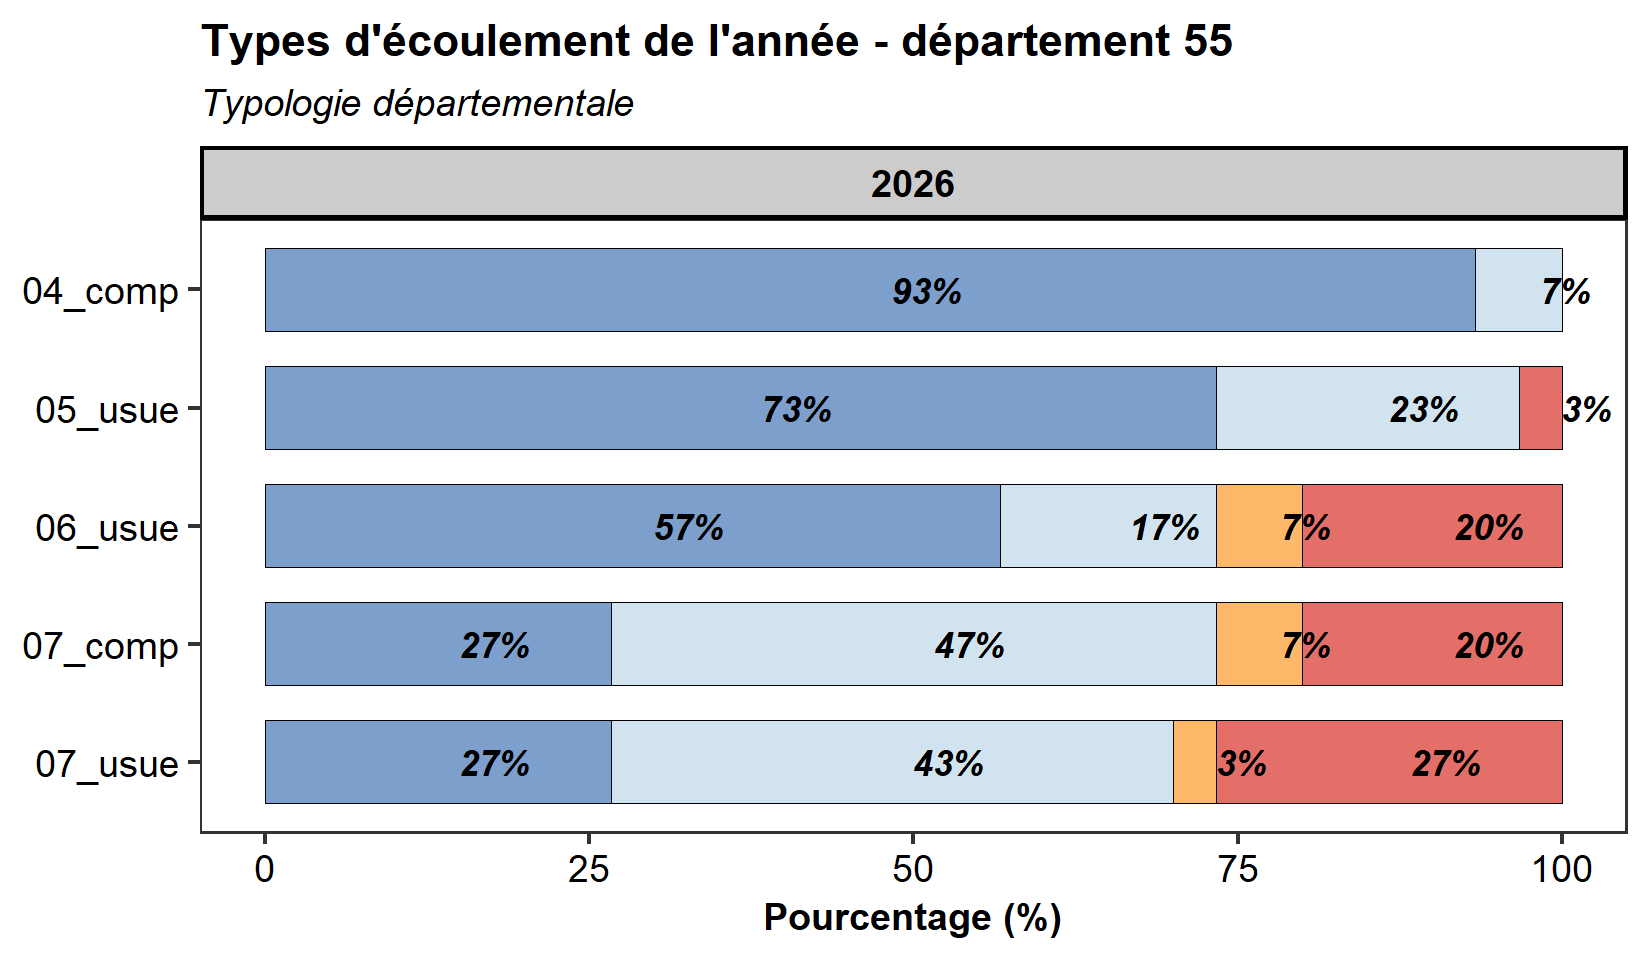 Types d'écoulement de l'année - département 55
Typologie départementale
2026
04_comp 93% 7%
05_usue 73% 23% 3%
06_usue 57% 17% 7% 20%
07_comp 27% 47% 7% 20%
07_usue 27% 43% 3% 27%
0 25 50 75 100
Pourcentage (%)